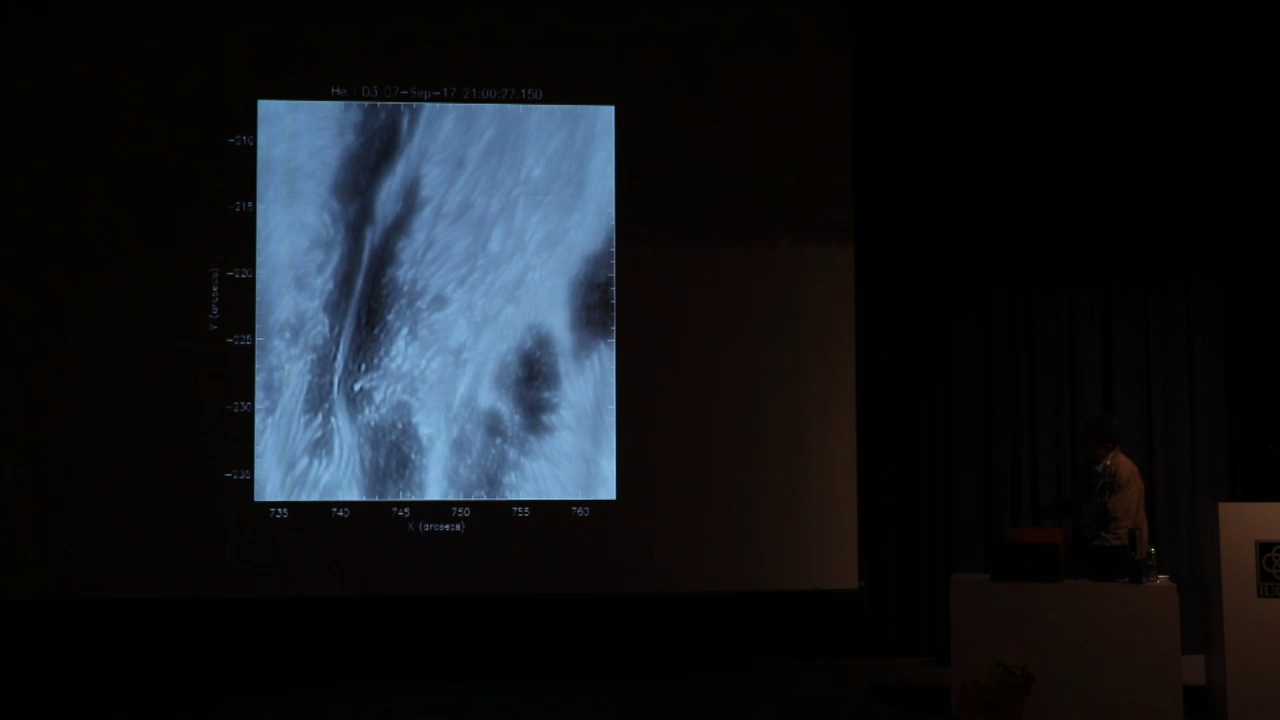 He I D3 07-Sep-17 21:00:27.150
-210
-215
-220
-225
-230
-235
Y (arcsecs)
735 740 745 750 755 760
X (arcsecs)